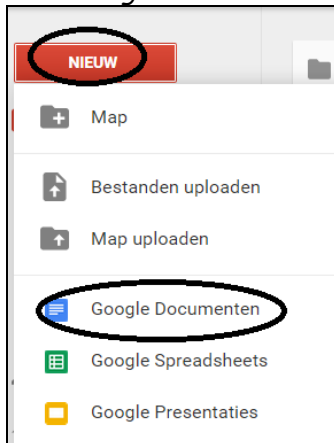 NIEUW
Map
Bestanden uploaden
Map uploaden
Google Documenten
Google Spreadsheets
Google Presentaties